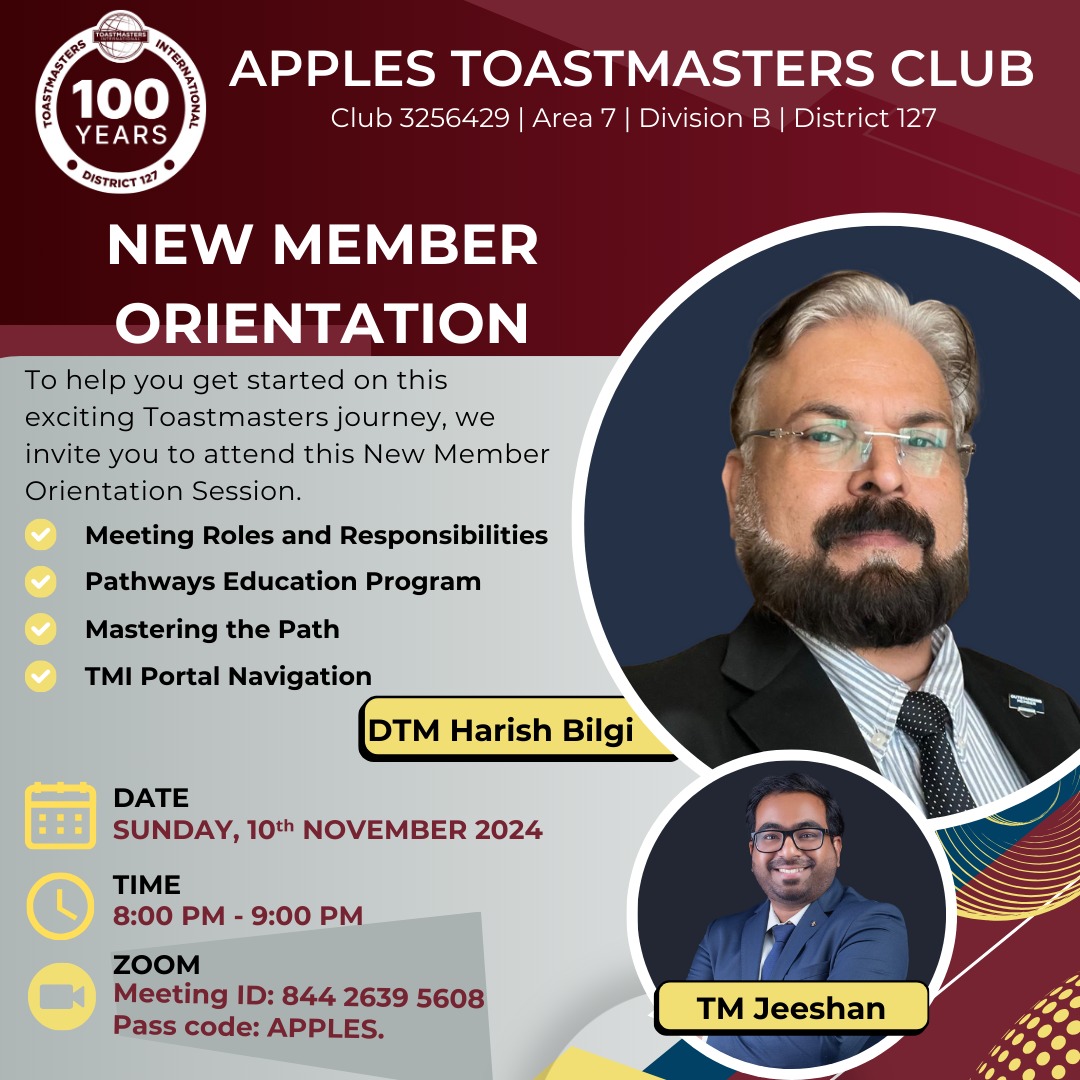 TOASTMASTERS INTERNATIONAL
TOASTMASTERS
INTERNATIONAL
100
YEARS
• DISTRICT 127 •
APPLES TOASTMASTERS CLUB
Club 3256429 | Area 7 | Division B | District 127
NEW MEMBER
ORIENTATION
To help you get started on this
exciting Toastmasters journey, we
invite you to attend this New Member
Orientation Session.
Meeting Roles and Responsibilities
Pathways Education Program
Mastering the Path
TMI Portal Navigation
OUTSTANDING
MEMBER
DTM Harish Bilgi
DATE
SUNDAY, 10ᵗʰ NOVEMBER 2024
TIME
8:00 PM - 9:00 PM
ZOOM
Meeting ID: 844 2639 5608
Pass code: APPLES.
TM Jeeshan